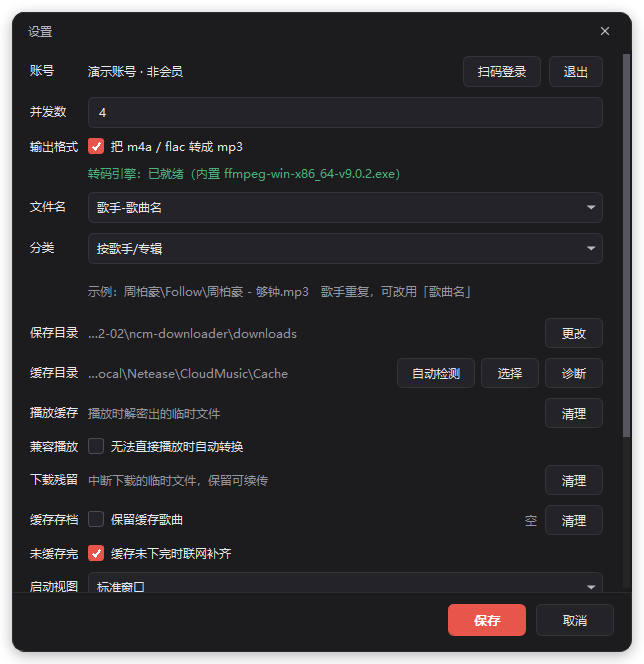 设置
账号 演示账号 · 非会员 扫码登录 退出
并发数 4
输出格式 把 m4a / flac 转成 mp3
转码引擎：已就绪（内置 ffmpeg-win-x86_64-v9.0.2.exe）
文件名 歌手-歌曲名
分类 按歌手/专辑
示例：周柏豪\Follow\周柏豪 - 够钟.mp3 歌手重复，可改用「歌曲名」
保存目录 ...2-02\ncm-downloader\downloads 更改
缓存目录 ...ocal\Netease\CloudMusic\Cache 自动检测 选择 诊断
播放缓存 播放时解密出的临时文件 清理
兼容播放 无法直接播放时自动转换
下载残留 中断下载的临时文件，保留可续传 清理
缓存存档 保留缓存歌曲 空 清理
未缓存完 缓存未下完时联网补齐
启动视图 标准窗口
保存 取消